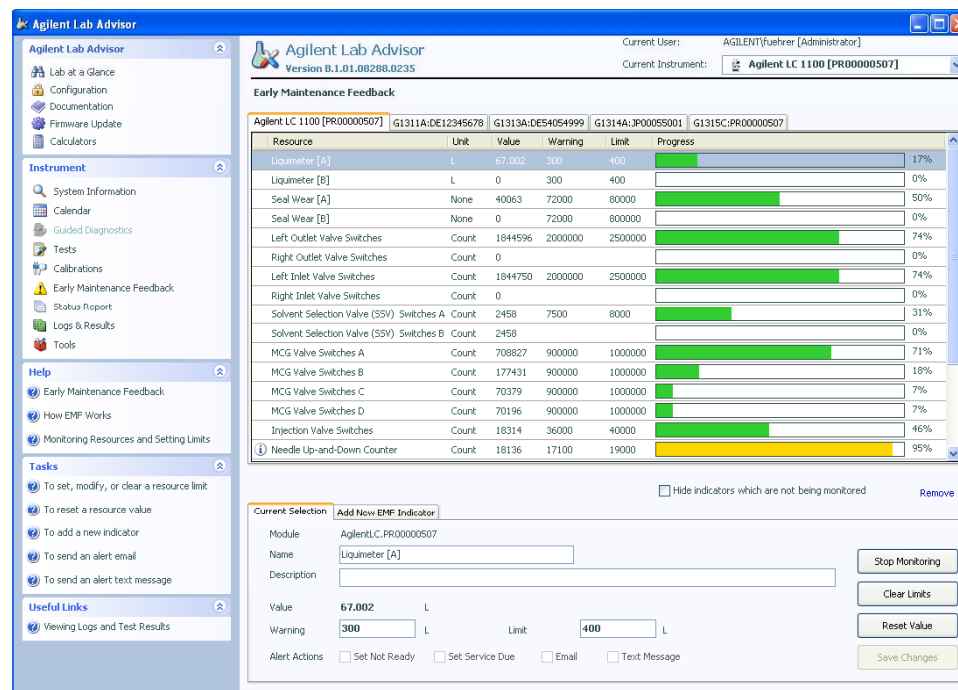 Agilent Lab Advisor
Agilent Lab Advisor
Lab at a Glance
Configuration
Documentation
Firmware Update
Calculators
Instrument
System Information
Calendar
Guided Diagnostics
Tests
Calibrations
Early Maintenance Feedback
Status Report
Logs & Results
Tools
Help
Early Maintenance Feedback
How EMF Works
Monitoring Resources and Setting Limits
Tasks
To set, modify, or clear a resource limit
To reset a resource value
To add a new indicator
To send an alert email
To send an alert text message
Useful Links
Viewing Logs and Test Results
Agilent Lab Advisor
Version B.1.01.08288.0235
Current User: AGILENT\fuehrer [Administrator]
Current Instrument: Agilent LC 1100 [PR00000507]
Early Maintenance Feedback
Agilent LC 1100 [PR00000507] G1311A:DE12345678 G1313A:DE54054999 G1314A:JP00055001 G1315C:PR00000507
Resource Unit Value Warning Limit Progress
Liquimeter [A] L 67.002 300 400 17%
Liquimeter [B] L 0 300 400 0%
Seal Wear [A] None 40063 72000 80000 50%
Seal Wear [B] None 0 72000 800000 0%
Left Outlet Valve Switches Count 1844596 2000000 2500000 74%
Right Outlet Valve Switches Count 0 0%
Left Inlet Valve Switches Count 1844750 2000000 2500000 74%
Right Inlet Valve Switches Count 0 0%
Solvent Selection Valve (SSV) Switches A Count 2458 7500 8000 31%
Solvent Selection Valve (SSV) Switches B Count 2458 0%
MCG Valve Switches A Count 708827 900000 1000000 71%
MCG Valve Switches B Count 177431 900000 1000000 18%
MCG Valve Switches C Count 70379 900000 1000000 7%
MCG Valve Switches D Count 70196 900000 1000000 7%
Injection Valve Switches Count 18314 36000 40000 46%
Needle Up-and-Down Counter Count 18136 17100 19000 95%
Hide indicators which are not being monitored Remove
Current Selection Add New EMF Indicator
Module AgilentLC.PR00000507
Name Liquimeter [A]
Description
Value 67.002 L
Warning 300 L Limit 400 L
Alert Actions Set Not Ready Set Service Due Email Text Message
Stop Monitoring
Clear Limits
Reset Value
Save Changes